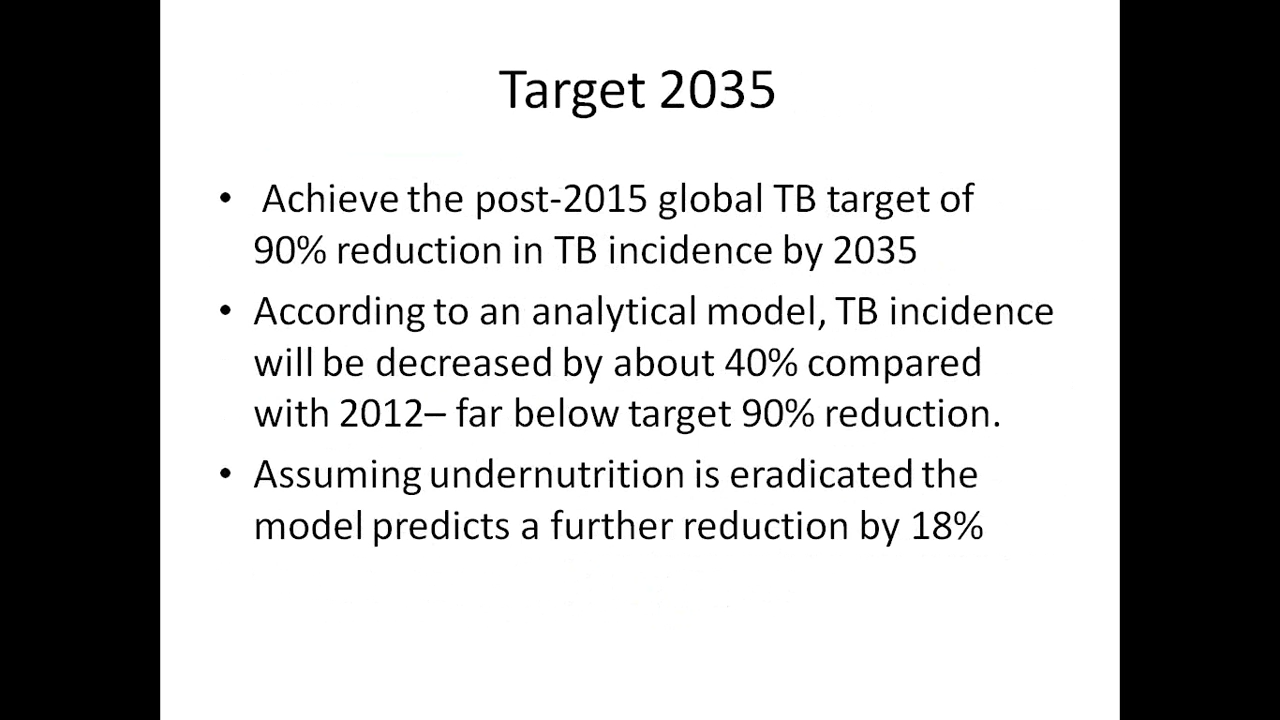 Target 2035
• Achieve the post-2015 global TB target of
90% reduction in TB incidence by 2035
• According to an analytical model, TB incidence
will be decreased by about 40% compared
with 2012– far below target 90% reduction.
• Assuming undernutrition is eradicated the
model predicts a further reduction by 18%